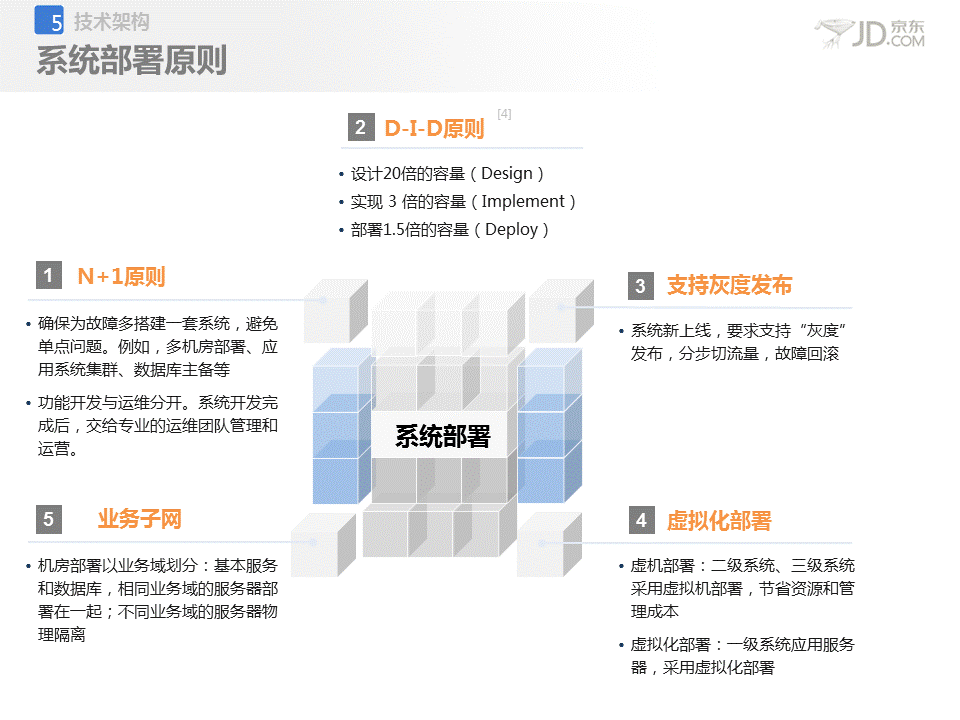 5 技术架构
系统部署原则
京东
JD.COM
2 D-I-D原则 [4]
• 设计20倍的容量（Design）
• 实现 3 倍的容量（Implement）
• 部署1.5倍的容量（Deploy）
1 N+1原则
• 确保为故障多搭建一套系统，避免
单点问题。例如，多机房部署、应
用系统集群、数据库主备等
• 功能开发与运维分开。系统开发完
成后，交给专业的运维团队管理和
运营。
3 支持灰度发布
• 系统新上线，要求支持“灰度”
发布，分步切流量，故障回滚
系统部署
5 业务子网
• 机房部署以业务域划分：基本服务
和数据库，相同业务域的服务器部
署在一起；不同业务域的服务器物
理隔离
4 虚拟化部署
• 虚机部署：二级系统、三级系统
采用虚拟机部署，节省资源和管
理成本
• 虚拟化部署：一级系统应用服务
器，采用虚拟化部署